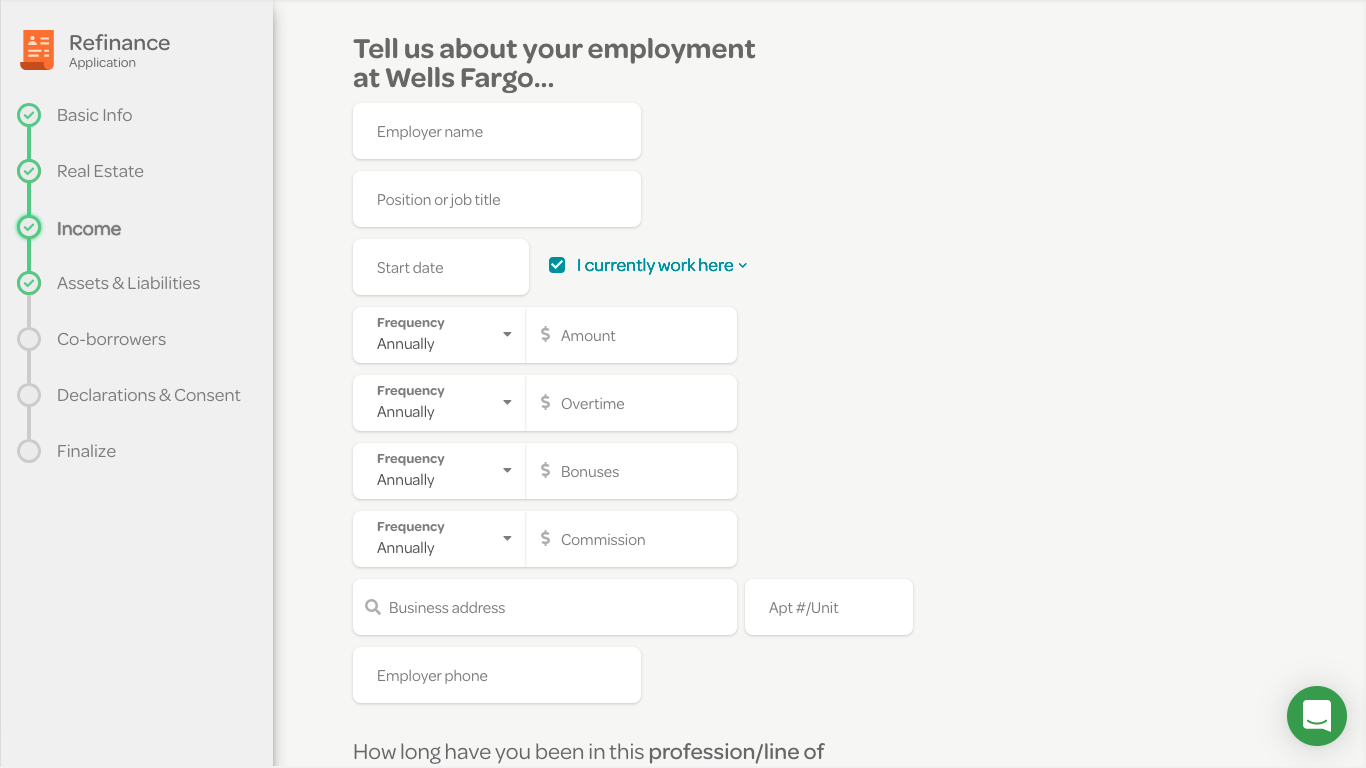 Refinance
Application
Basic Info
Real Estate
Income
Assets & Liabilities
Co-borrowers
Declarations & Consent
Finalize
Tell us about your employment
at Wells Fargo...
Employer name
Position or job title
Start date
I currently work here
Frequency
Annually
$ Amount
Frequency
Annually
$ Overtime
Frequency
Annually
$ Bonuses
Frequency
Annually
$ Commission
Business address
Apt #/Unit
Employer phone
How long have you been in this profession/line of